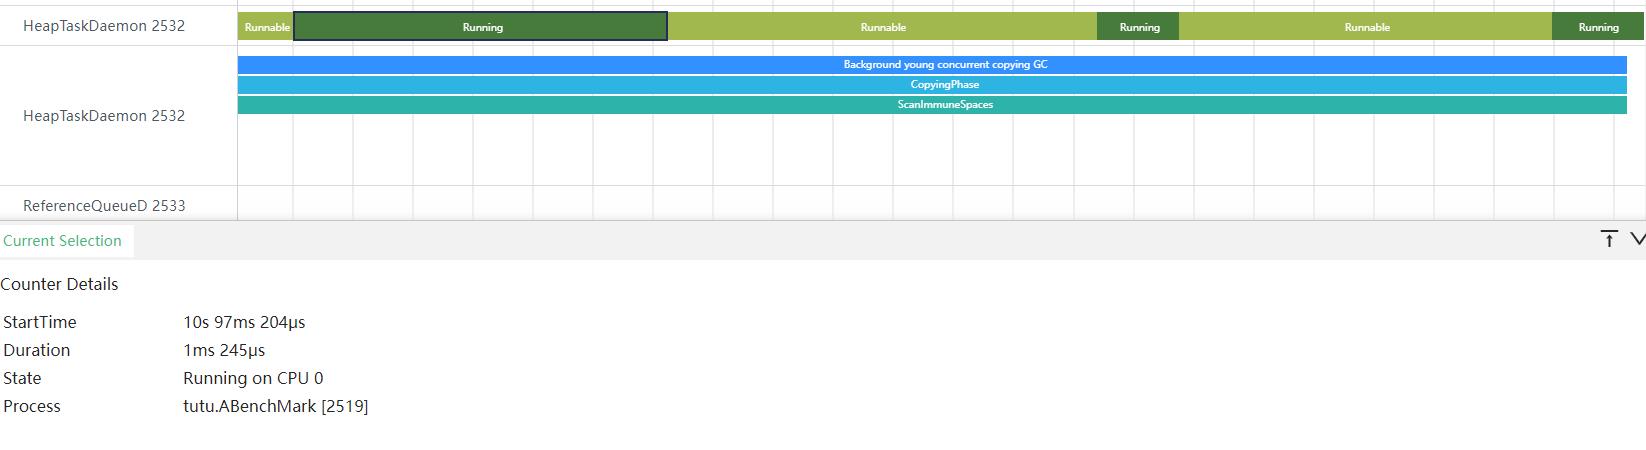 HeapTaskDaemon 2532
Runnable
Running
Runnable
Running
Runnable
Running
HeapTaskDaemon 2532
Background young concurrent copying GC
CopyingPhase
ScanImmuneSpaces
ReferenceQueueD 2533
Current Selection
Counter Details
StartTime 10s 97ms 204μs
Duration 1ms 245μs
State Running on CPU 0
Process tutu.ABenchMark [2519]